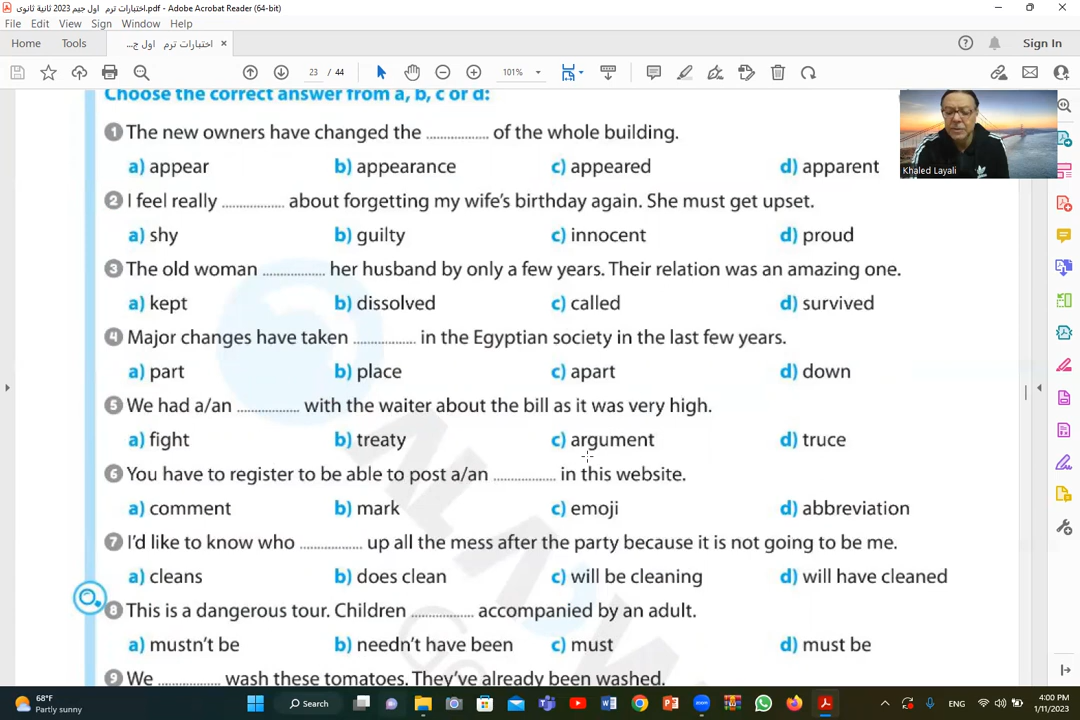 اختبارات ترم اول جيم 2023 ثانية ثانوى.pdf - Adobe Acrobat Reader (64-bit)
File Edit View Sign Window Help
Home Tools اختبارات ترم اول ج... × Sign In
23 / 44 101%
Choose the correct answer from a, b, c or d:
1 The new owners have changed the ............... of the whole building.
a) appear b) appearance c) appeared d) apparent
Khaled Layali
2 I feel really ............... about forgetting my wife's birthday again. She must get upset.
a) shy b) guilty c) innocent d) proud
3 The old woman ............... her husband by only a few years. Their relation was an amazing one.
a) kept b) dissolved c) called d) survived
4 Major changes have taken ............... in the Egyptian society in the last few years.
a) part b) place c) apart d) down
5 We had a/an ............... with the waiter about the bill as it was very high.
a) fight b) treaty c) argument d) truce
6 You have to register to be able to post a/an ............... in this website.
a) comment b) mark c) emoji d) abbreviation
7 I'd like to know who ............... up all the mess after the party because it is not going to be me.
a) cleans b) does clean c) will be cleaning d) will have cleaned
8 This is a dangerous tour. Children ............... accompanied by an adult.
a) mustn't be b) needn't have been c) must d) must be
9 We ............... wash these tomatoes. They've already been washed.
68°F
Partly sunny
Search
ENG
4:00 PM
1/11/2023